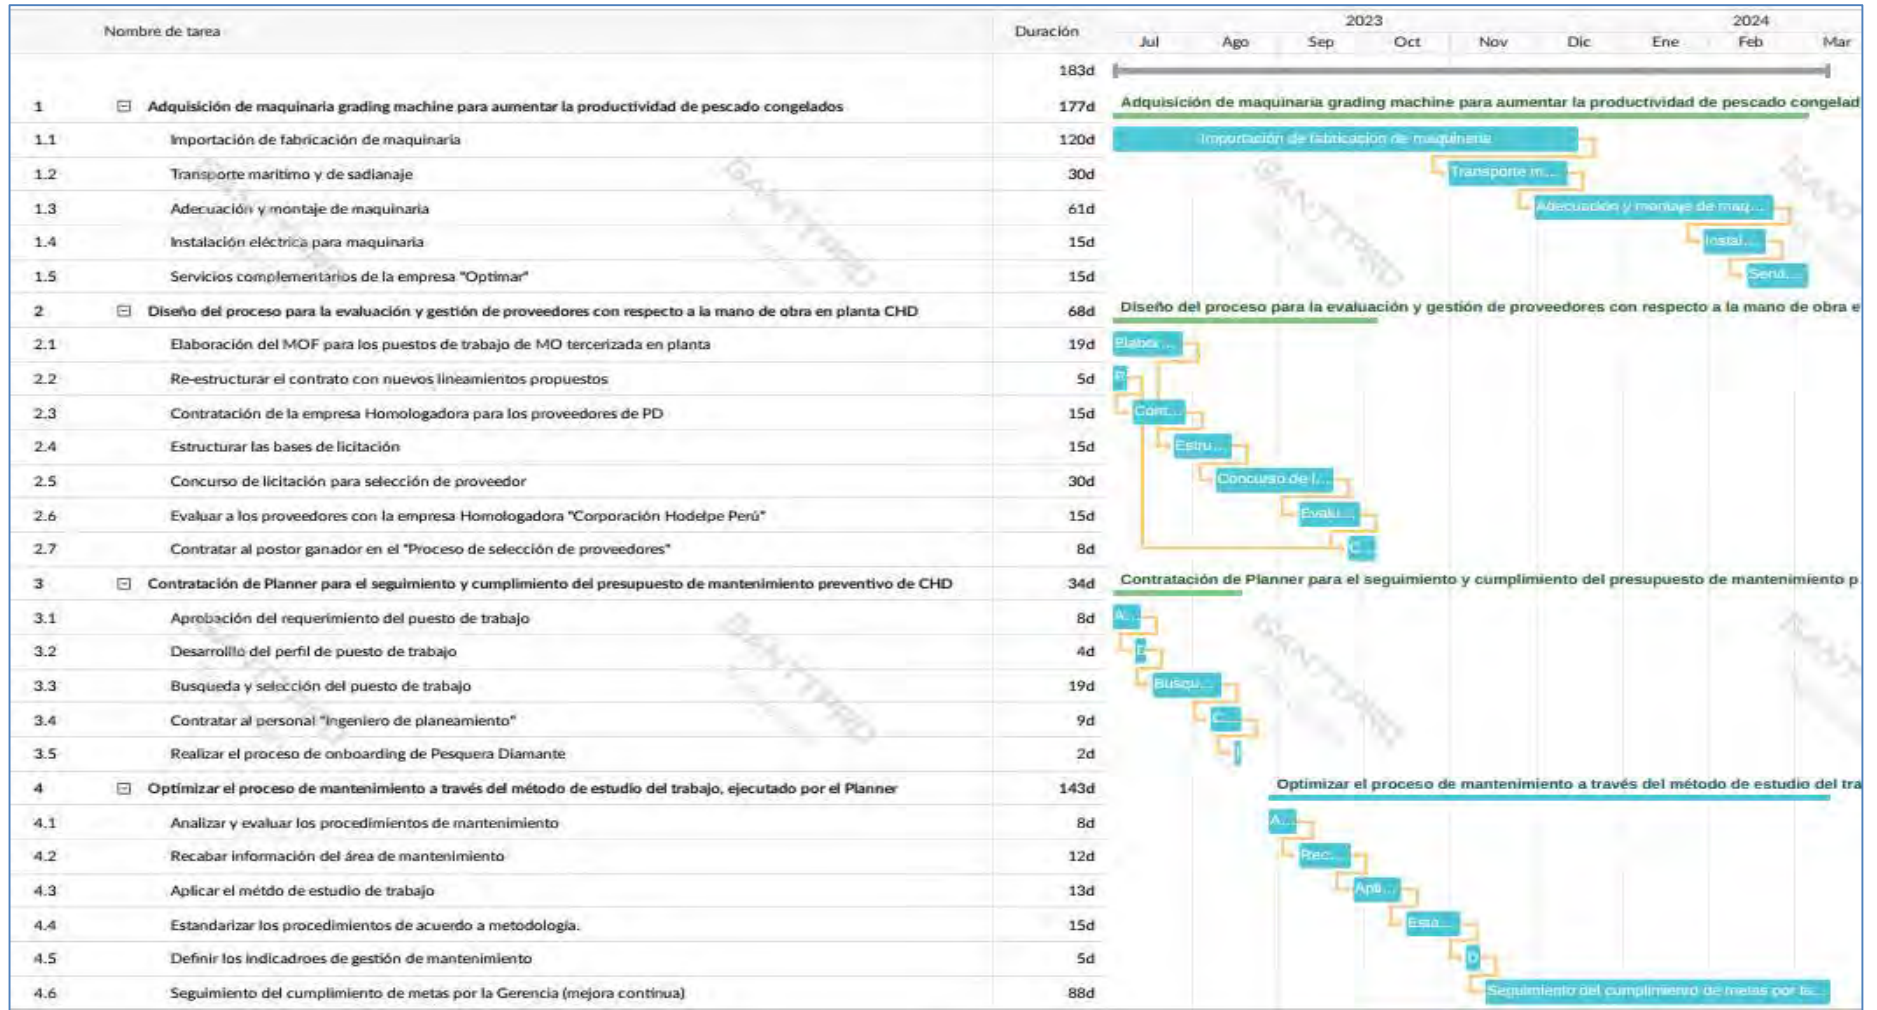 Nombre de tarea Duración 2023 2024
Jul Ago Sep Oct Nov Dic Ene Feb Mar
183d
1 Adquisición de maquinaria grading machine para aumentar la productividad de pescado congelados 177d Adquisición de maquinaria grading machine para aumentar la productividad de pescado congelad
1.1 Importación de fabricación de maquinaria 120d Importación de fabricación de maquinaria
1.2 Transporte maritimo y de sadianaje 30d Transporte m...
1.3 Adecuación y montaje de maquinaria 61d Adecuación y montaje de maq...
1.4 Instalación eléctrica para maquinaria 15d Instal...
1.5 Servicios complementarios de la empresa "Optimar" 15d Servi...
2 Diseño del proceso para la evaluación y gestión de proveedores con respecto a la mano de obra en planta CHD 68d Diseño del proceso para la evaluación y gestión de proveedores con respecto a la mano de obra e
2.1 Elaboración del MOF para los puestos de trabajo de MO tercerizada en planta 19d Elabor...
2.2 Re-estructurar el contrato con nuevos lineamientos propuestos 5d R
2.3 Contratación de la empresa Homologadora para los proveedores de PD 15d Cont...
2.4 Estructurar las bases de licitación 15d Estru...
2.5 Concurso de licitación para selección de proveedor 30d Concurso de l...
2.6 Evaluar a los proveedores con la empresa Homologadora "Corporación Hodelpe Perú" 15d Evalu...
2.7 Contratar al postor ganador en el "Proceso de selección de proveedores" 8d C...
3 Contratación de Planner para el seguimiento y cumplimiento del presupuesto de mantenimiento preventivo de CHD 34d Contratación de Planner para el seguimiento y cumplimiento del presupuesto de mantenimiento p
3.1 Aprobación del requerimiento del puesto de trabajo 8d A...
3.2 Desarrollilo del perfil de puesto de trabajo 4d D
3.3 Busqueda y selección del puesto de trabajo 19d Busqu...
3.4 Contratar al personal "ingeniero de planeamiento" 9d C...
3.5 Realizar el proceso de onboarding de Pesquera Diamante 2d
4 Optimizar el proceso de mantenimiento a través del método de estudio del trabajo, ejecutado por el Planner 143d Optimizar el proceso de mantenimiento a través del método de estudio del tra
4.1 Analizar y evaluar los procedimientos de mantenimiento 8d A...
4.2 Recabar información del área de mantenimiento 12d Rec...
4.3 Aplicar el métdo de estudio de trabajo 13d Apli...
4.4 Estandarizar los procedimientos de acuerdo a metodología. 15d Esta...
4.5 Definir los indicadroes de gestión de mantenimiento 5d D
4.6 Seguimiento del cumplimiento de metas por la Gerencia (mejora continua) 88d Seguimiento del cumplimiento de metas por la...
GANTTPRO
GANTTPRO
GANTTPRO
GANTTPRO
GANTTPRO
GANTTPRO